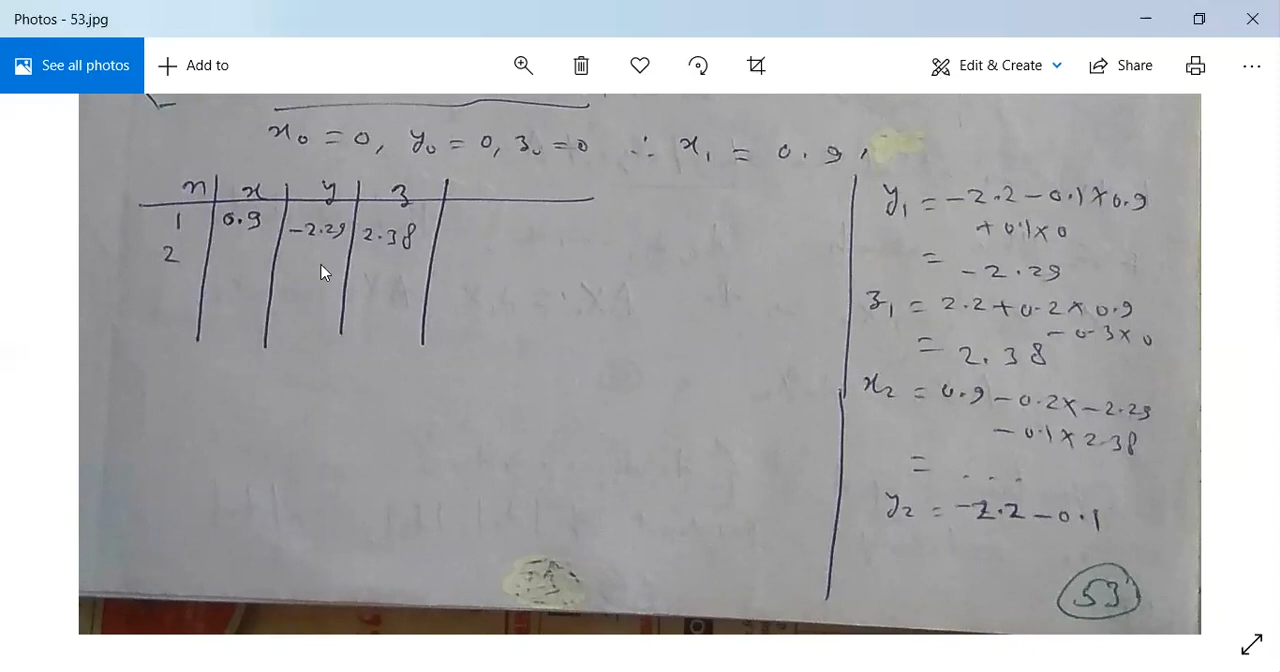 Photos - 53.jpg
See all photos
Add to
Edit & Create
Share
x₀ = 0, y₀ = 0, z₀ = 0 ∴ x₁ = 0.9,
n x y z
1 0.9 -2.29 2.38
2
y₁ = -2.2 - 0.1 × 0.9
+ 0.1 × 0
= -2.29
z₁ = 2.2 + 0.2 × 0.9
- 0.3 × 0
= 2.38
x₂ = 0.9 - 0.2 × -2.29
- 0.1 × 2.38
= ...
y₂ = -2.2 - 0.1
53